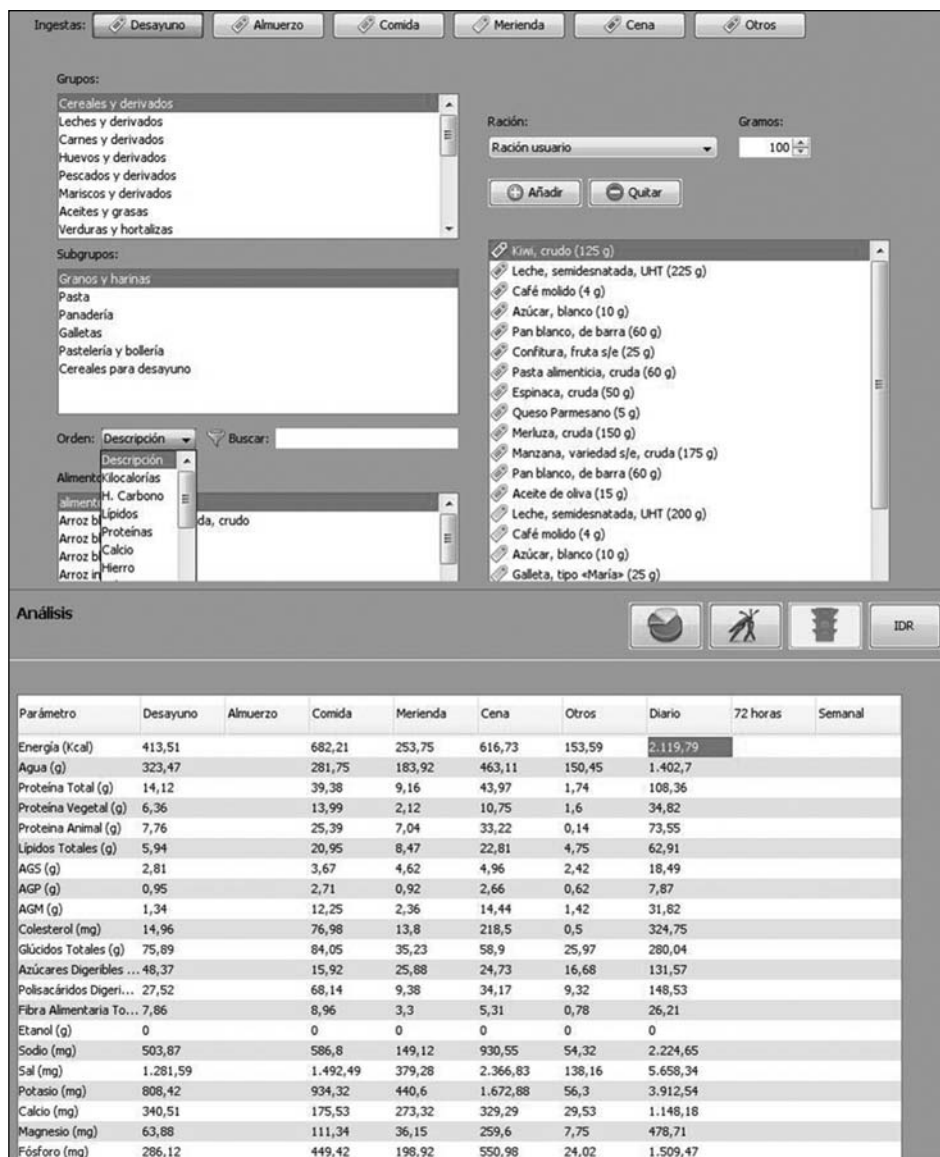 Ingestas: Desayuno Almuerzo Comida Merienda Cena Otros
Grupos:
Cereales y derivados
Leches y derivados
Carnes y derivados
Huevos y derivados
Pescados y derivados
Mariscos y derivados
Aceites y grasas
Verduras y hortalizas
Subgrupos:
Granos y harinas
Pasta
Panadería
Galletas
Pastelería y bollería
Cereales para desayuno
Orden: Descripción Buscar:
Descripción
Kilocalorías
H. Carbono
Lípidos
Proteínas
Calcio
Hierro
Aliment
aliment
Arroz b da, crudo
Arroz b
Arroz b
Arroz in
Ración: Gramos:
Ración usuario 100
Añadir Quitar
Kiwi, crudo (125 g)
Leche, semidesnatada, UHT (225 g)
Café molido (4 g)
Azúcar, blanco (10 g)
Pan blanco, de barra (60 g)
Confitura, fruta s/e (25 g)
Pasta alimenticia, cruda (60 g)
Espinaca, cruda (50 g)
Queso Parmesano (5 g)
Merluza, cruda (150 g)
Manzana, variedad s/e, cruda (175 g)
Pan blanco, de barra (60 g)
Aceite de oliva (15 g)
Leche, semidesnatada, UHT (200 g)
Café molido (4 g)
Azúcar, blanco (10 g)
Galleta, tipo «María» (25 g)
Análisis IDR
Parámetro Desayuno Almuerzo Comida Merienda Cena Otros Diario 72 horas Semanal
Energía (Kcal) 413,51 682,21 253,75 616,73 153,59 2.119,79
Agua (g) 323,47 281,75 183,92 463,11 150,45 1.402,7
Proteína Total (g) 14,12 39,38 9,16 43,97 1,74 108,36
Proteína Vegetal (g) 6,36 13,99 2,12 10,75 1,6 34,82
Proteina Animal (g) 7,76 25,39 7,04 33,22 0,14 73,55
Lípidos Totales (g) 5,94 20,95 8,47 22,81 4,75 62,91
AGS (g) 2,81 3,67 4,62 4,96 2,42 18,49
AGP (g) 0,95 2,71 0,92 2,66 0,62 7,87
AGM (g) 1,34 12,25 2,36 14,44 1,42 31,82
Colesterol (mg) 14,96 76,98 13,8 218,5 0,5 324,75
Glúcidos Totales (g) 75,89 84,05 35,23 58,9 25,97 280,04
Azúcares Digeribles ... 48,37 15,92 25,88 24,73 16,68 131,57
Polisacáridos Digeri... 27,52 68,14 9,38 34,17 9,32 148,53
Fibra Alimentaria To... 7,86 8,96 3,3 5,31 0,78 26,21
Etanol (g) 0 0 0 0 0 0
Sodio (mg) 503,87 586,8 149,12 930,55 54,32 2.224,65
Sal (mg) 1.281,59 1.492,49 379,28 2.366,83 138,16 5.658,34
Potasio (mg) 808,42 934,32 440,6 1.672,88 56,3 3.912,54
Calcio (mg) 340,51 175,53 273,32 329,29 29,53 1.148,18
Magnesio (mg) 63,88 111,34 36,15 259,6 7,75 478,71
Fósforo (mg) 286,12 449,42 198,92 550,98 24,02 1.509,47